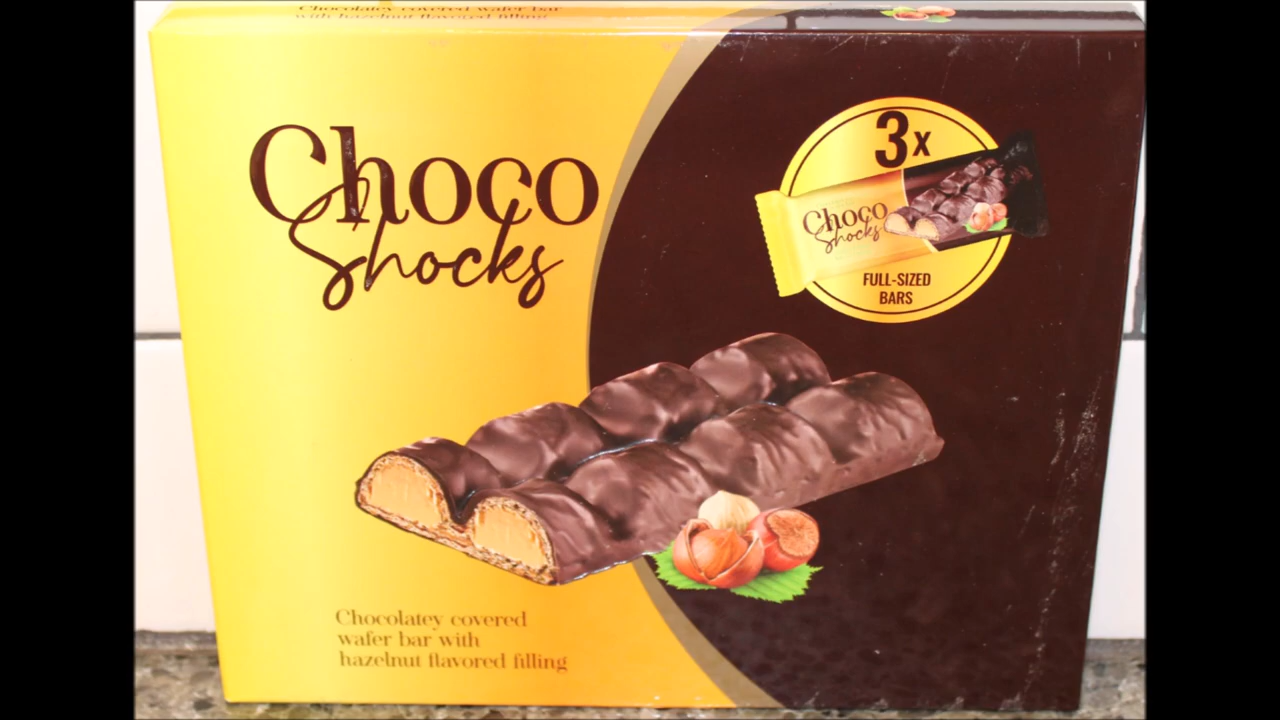 Chocolatey covered wafer bar
with hazelnut flavored filling
Choco
Shocks
3x
Choco
Shocks
FULL-SIZED
BARS
Chocolatey covered
wafer bar with
hazelnut flavored filling